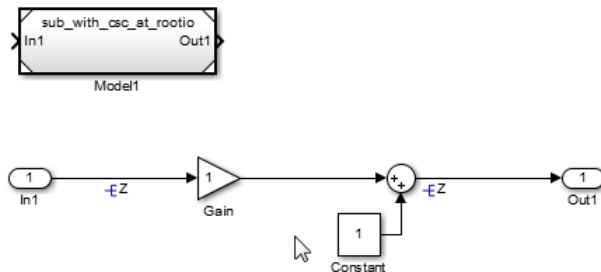 sub_with_csc_at_rootio
In1 Out1
Model1
1 1 1
Z Z
In1 Gain Out1
1
Constant